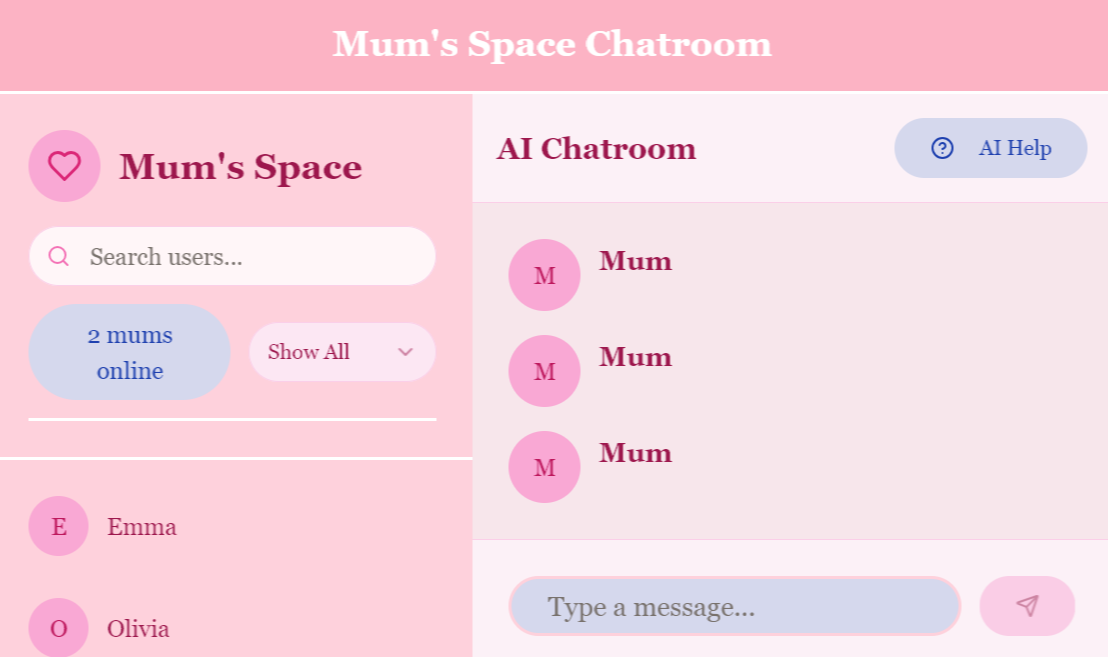 Mum's Space Chatroom
Mum's Space
Search users...
2 mums
online
Show All
E
Emma
O
Olivia
AI Chatroom
AI Help
M
Mum
M
Mum
M
Mum
Type a message...